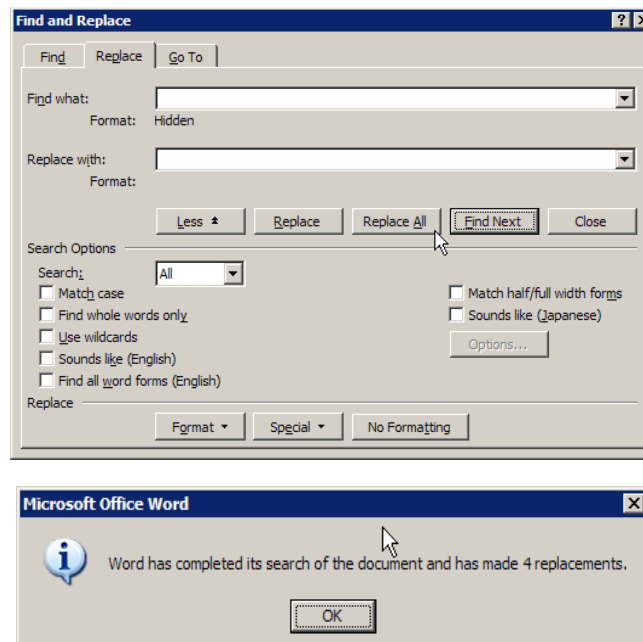 Find and Replace
Find Replace Go To
Find what:
Format: Hidden
Replace with:
Format:
Less Replace Replace All Find Next Close
Search Options
Search: All
Match case
Match half/full width forms
Find whole words only
Sounds like (Japanese)
Use wildcards
Options...
Sounds like (English)
Find all word forms (English)
Replace
Format Special No Formatting
Microsoft Office Word
Word has completed its search of the document and has made 4 replacements.
OK